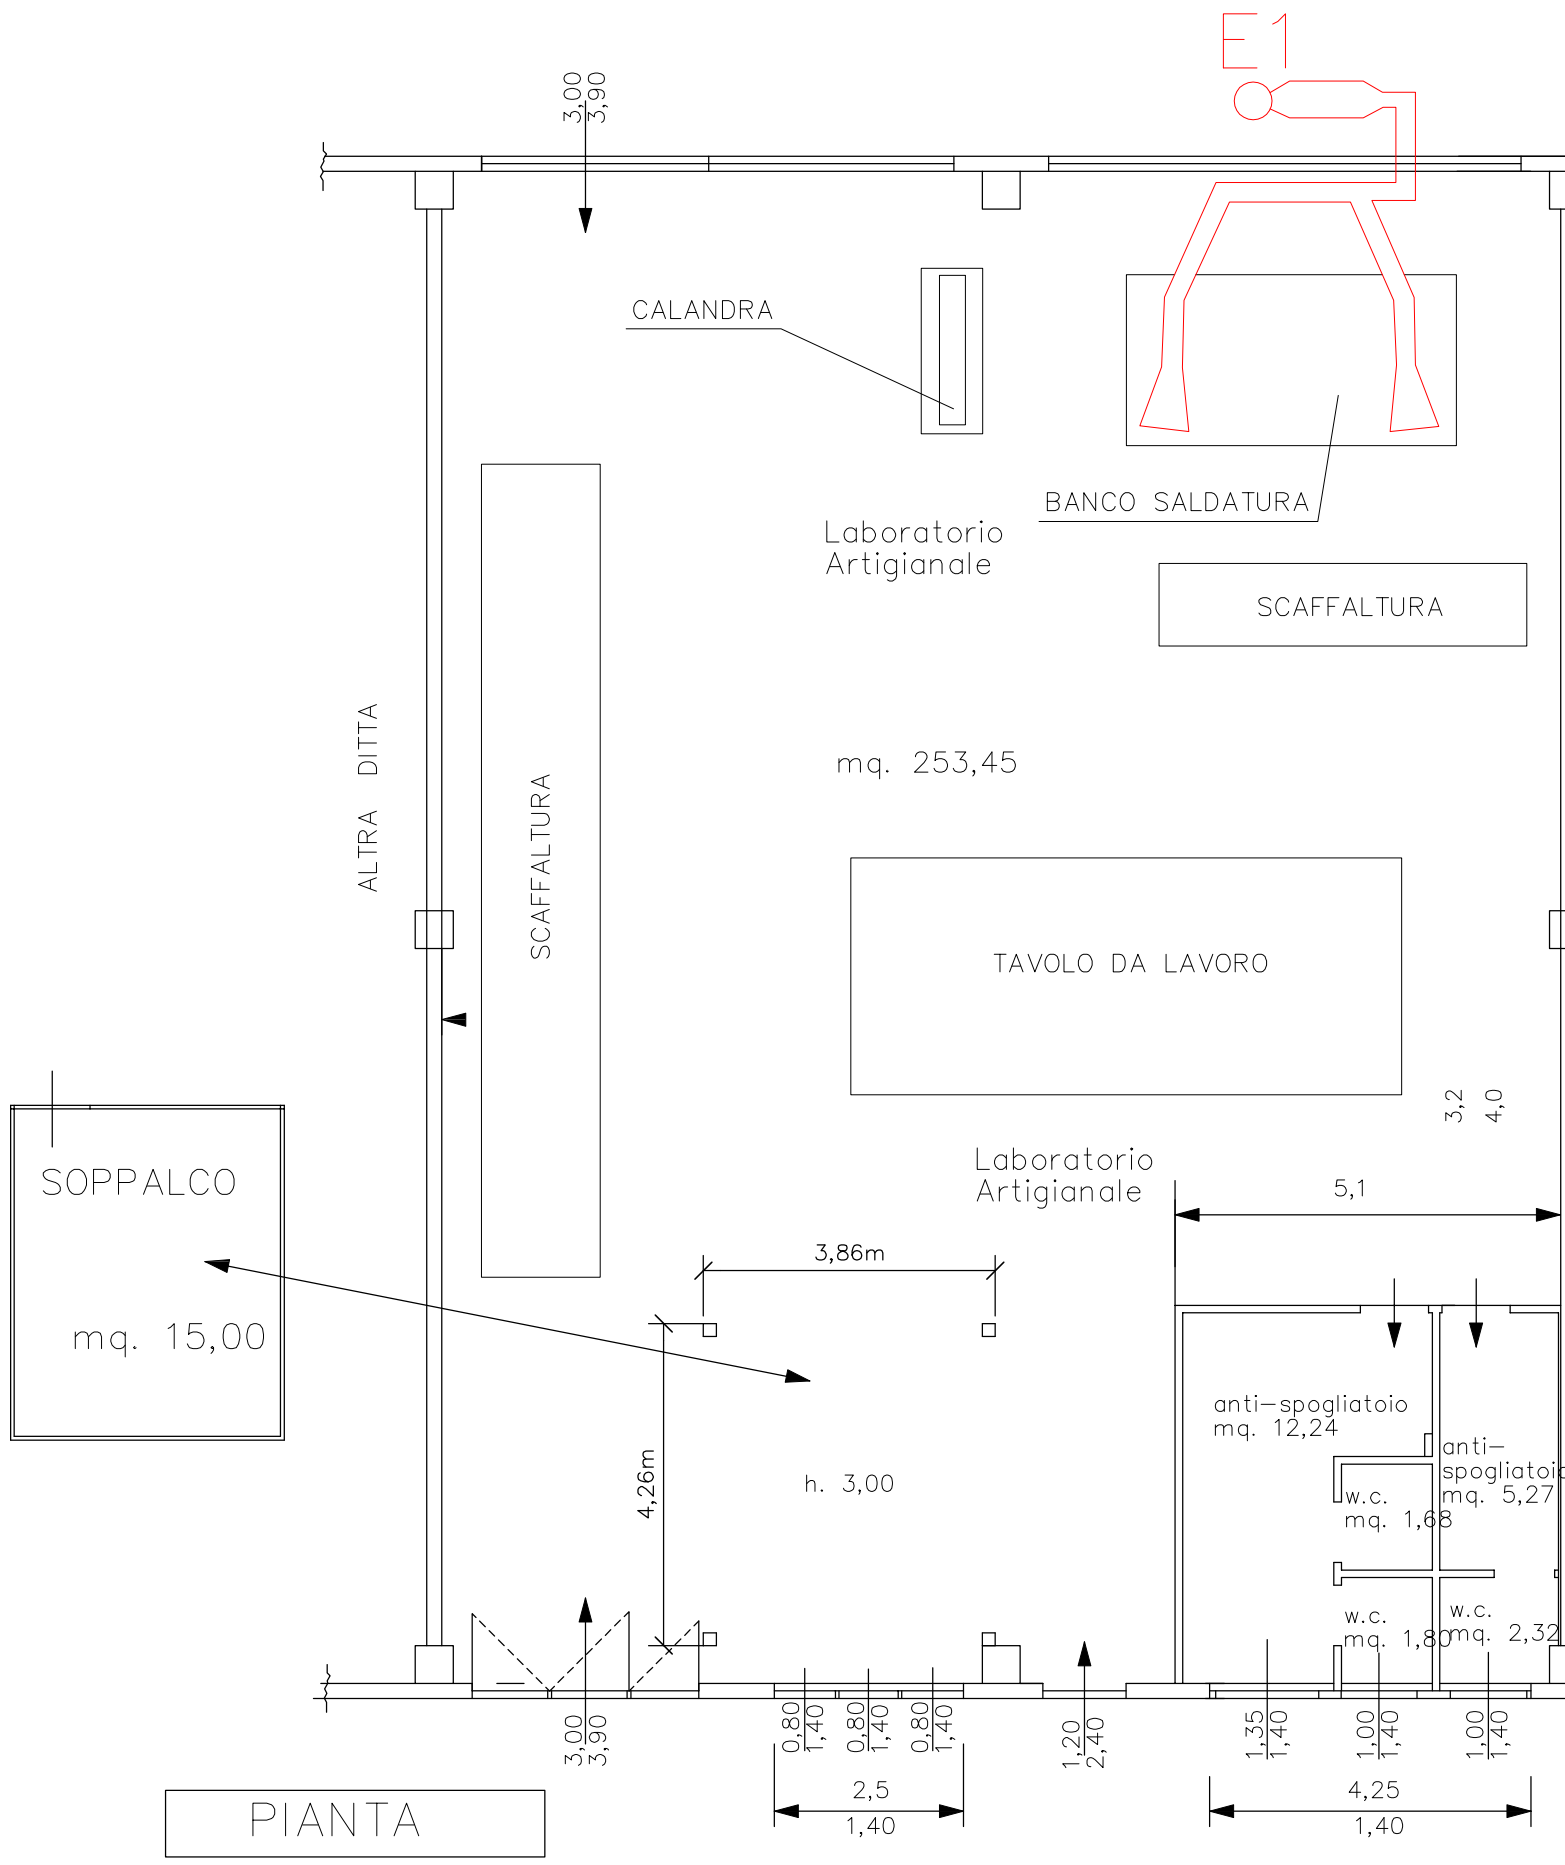 E1
3,00
3,90
CALANDRA
BANCO SALDATURA
Laboratorio
Artigianale
SCAFFALTURA
ALTRA DITTA
SCAFFALTURA
mq. 253,45
TAVOLO DA LAVORO
3,2
4,0
Laboratorio
Artigianale
SOPPALCO
mq. 15,00
5,1
3,86m
4,26m
h. 3,00
anti-spogliatoio
mq. 12,24
anti-
spogliatoio
mq. 5,27
w.c.
mq. 1,68
w.c.
mq. 1,80
w.c.
mq. 2,32
3,00
3,90
0,80
1,40
0,80
1,40
0,80
1,40
1,20
2,40
1,35
1,40
1,00
1,40
1,00
1,40
2,5
1,40
4,25
1,40
PIANTA